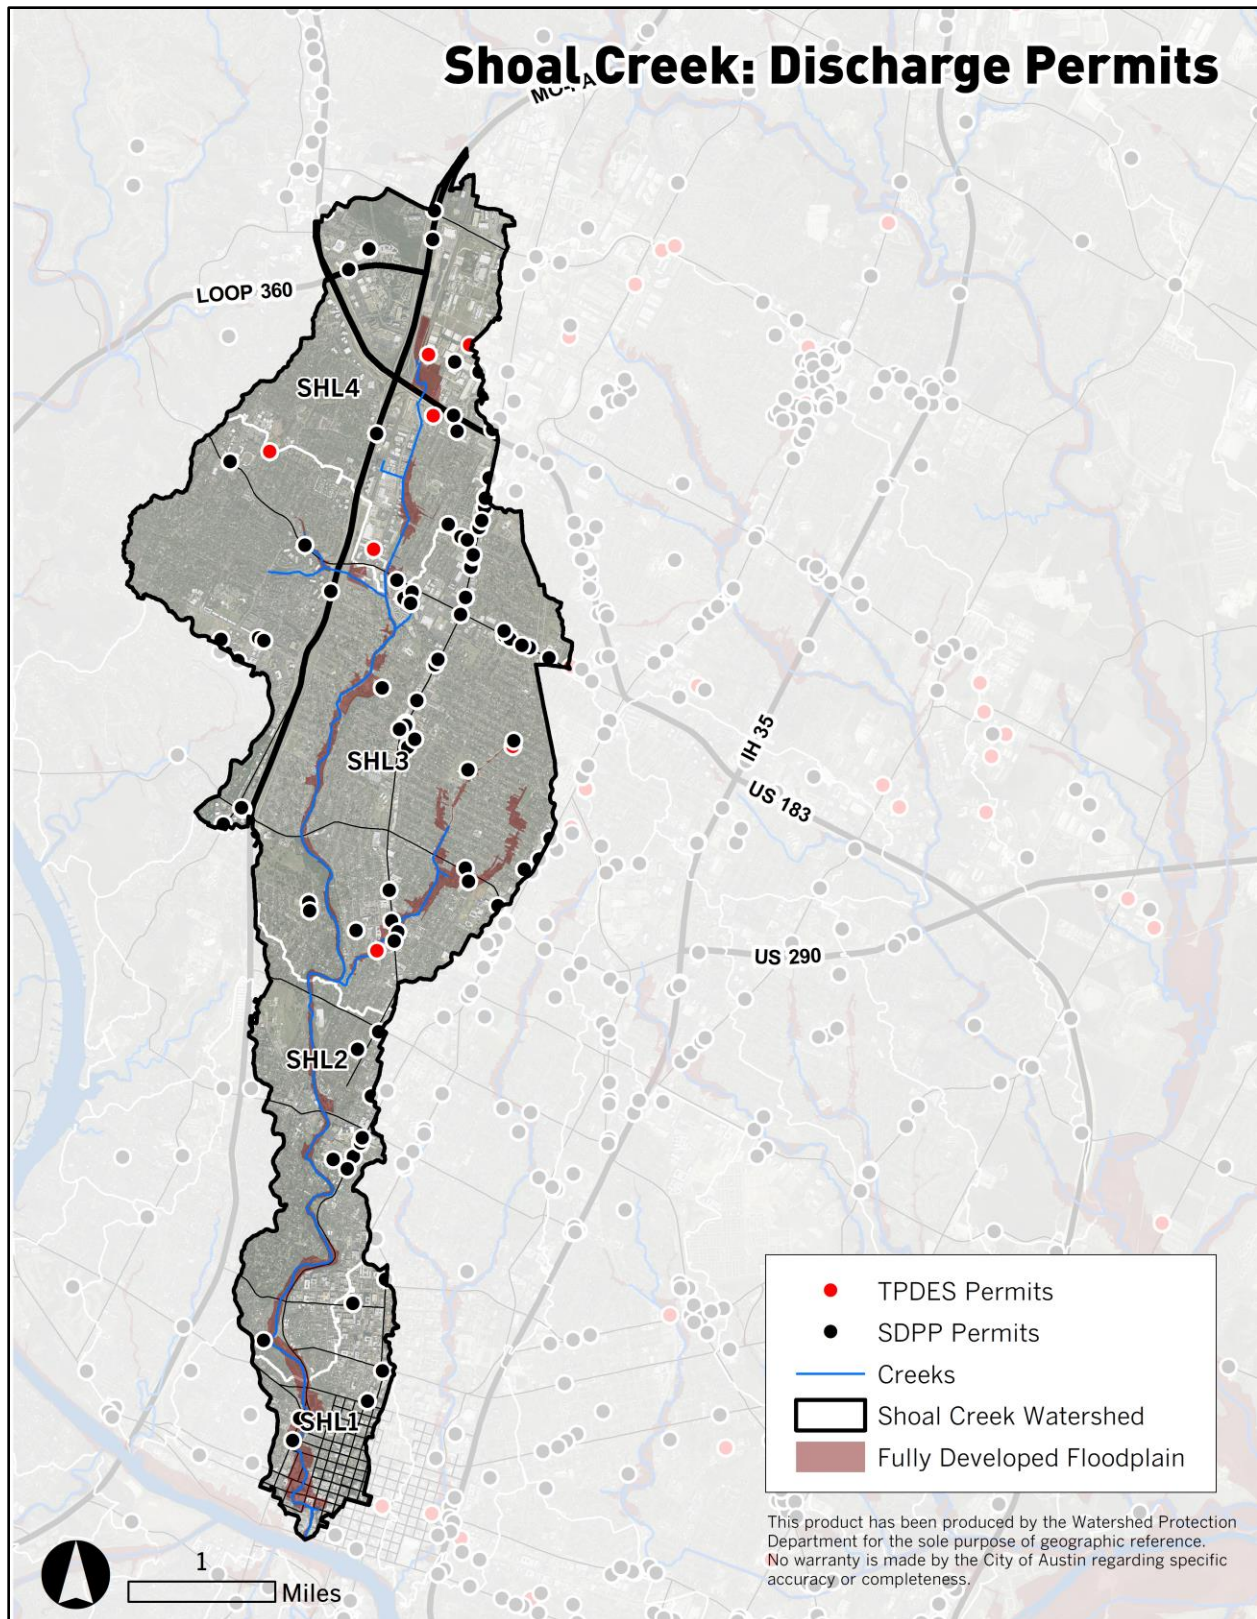 Shoal Creek: Discharge Permits
LOOP 360
SHL4
SHL3
IH 35
US 183
US 290
SHL2
SHL1
TPDES Permits
SDPP Permits
Creeks
Shoal Creek Watershed
Fully Developed Floodplain
This product has been produced by the Watershed Protection
Department for the sole purpose of geographic reference.
No warranty is made by the City of Austin regarding specific
accuracy or completeness.
1
Miles